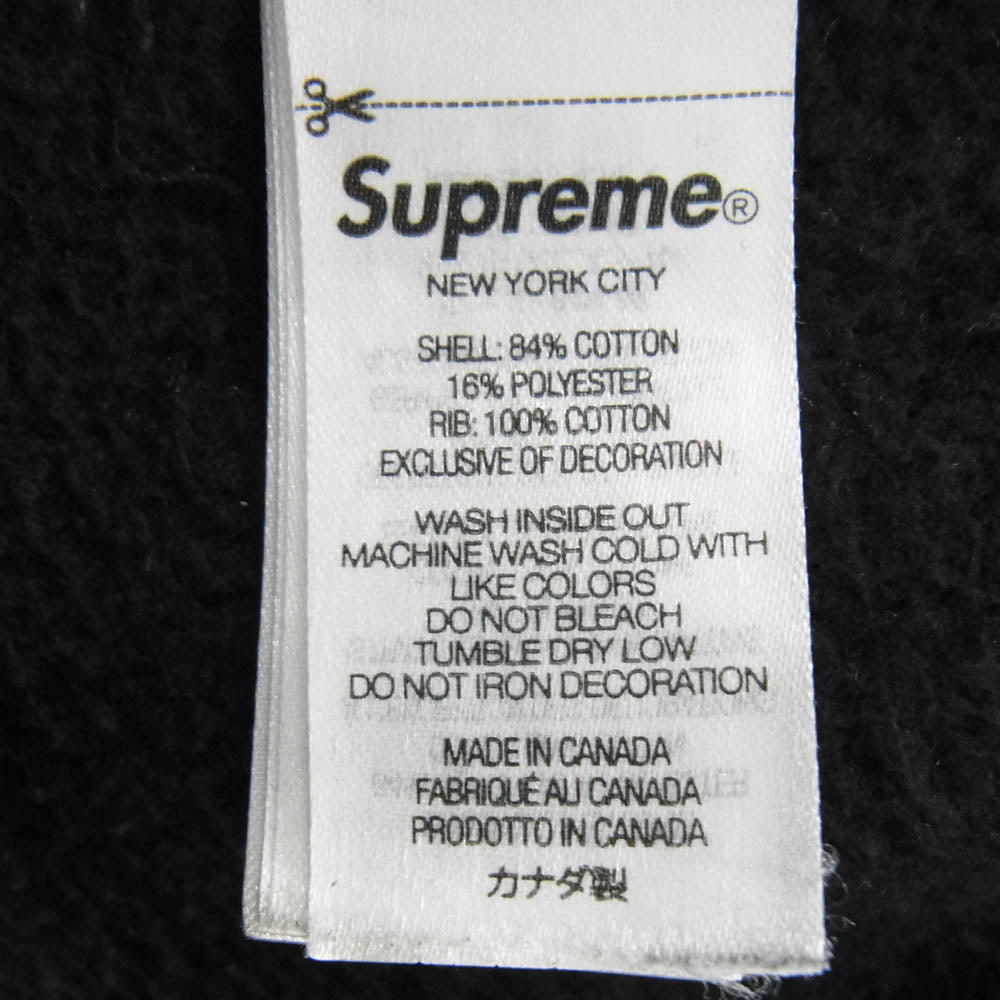 Supreme®
NEW YORK CITY
SHELL: 84% COTTON
16% POLYESTER
RIB: 100% COTTON
EXCLUSIVE OF DECORATION
WASH INSIDE OUT
MACHINE WASH COLD WITH
LIKE COLORS
DO NOT BLEACH
TUMBLE DRY LOW
DO NOT IRON DECORATION
MADE IN CANADA
FABRIQUÉ AU CANADA
PRODOTTO IN CANADA
カナダ製